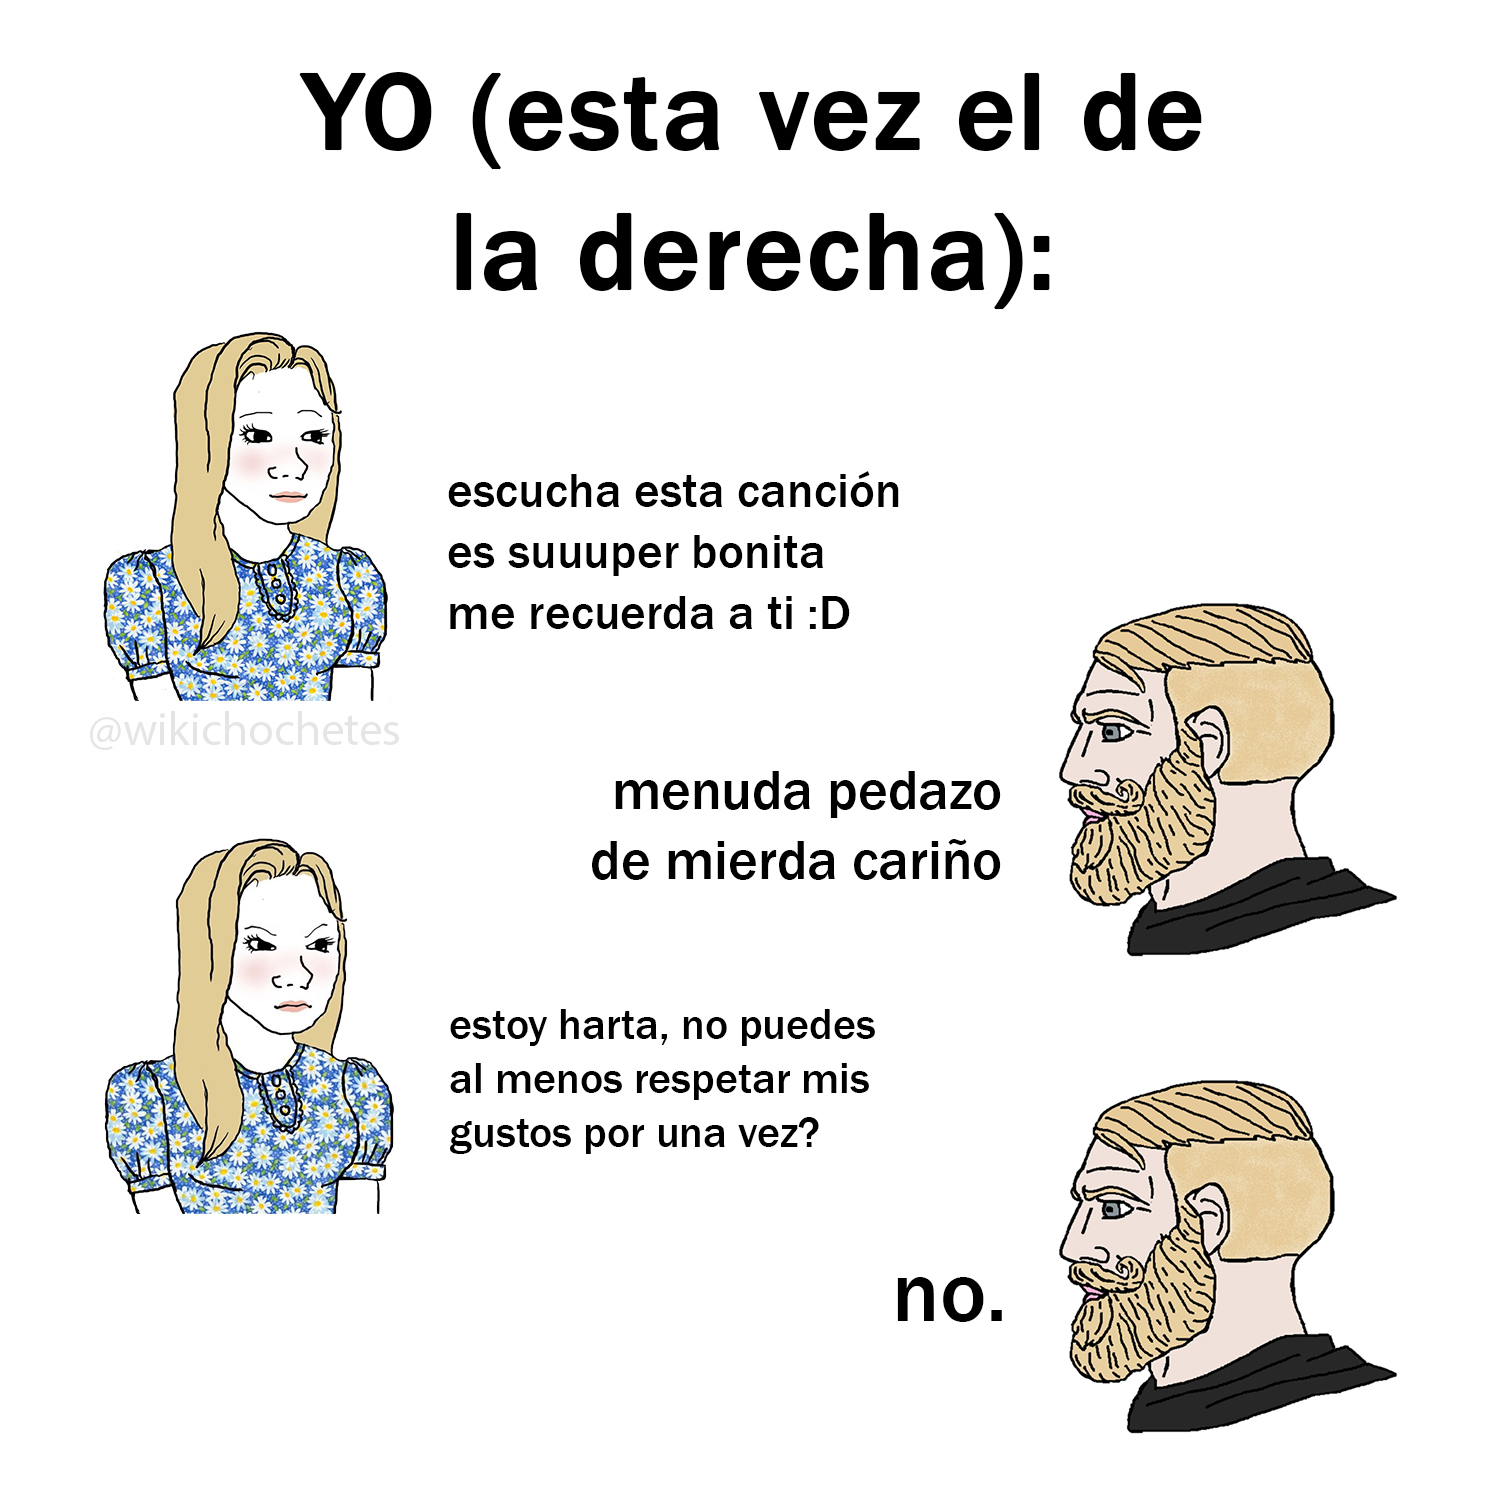 YO (esta vez el de
la derecha):
escucha esta canción
es suuuper bonita
me recuerda a ti :D
@wikichochetes
menuda pedazo
de mierda cariño
estoy harta, no puedes
al menos respetar mis
gustos por una vez?
no.